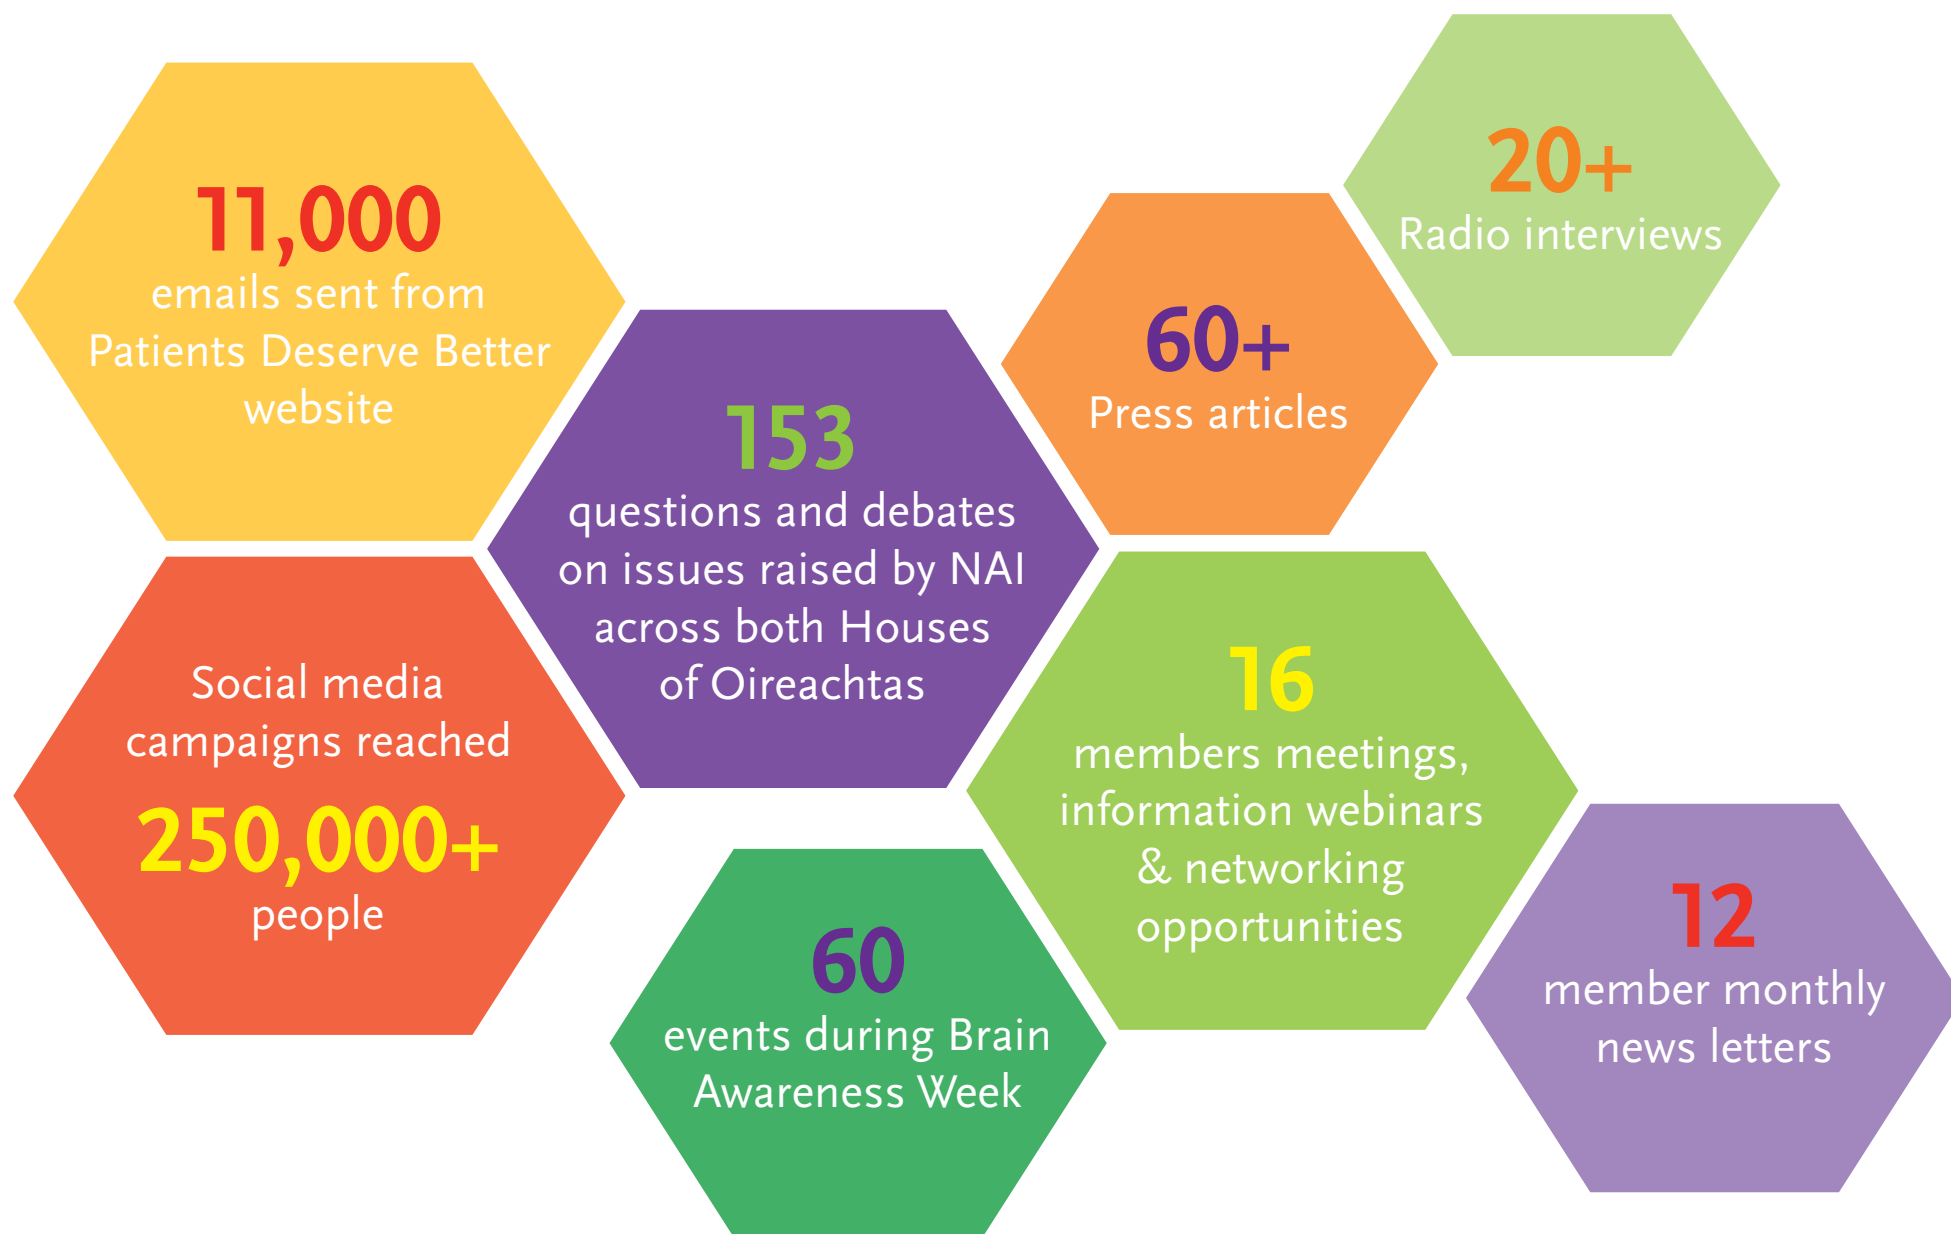 11,000
emails sent from
Patients Deserve Better
website
Social media
campaigns reached
250,000+
people
153
questions and debates
on issues raised by NAI
across both Houses
of Oireachtas
60
events during Brain
Awareness Week
60+
Press articles
20+
Radio interviews
16
members meetings,
information webinars
& networking
opportunities
12
member monthly
news letters